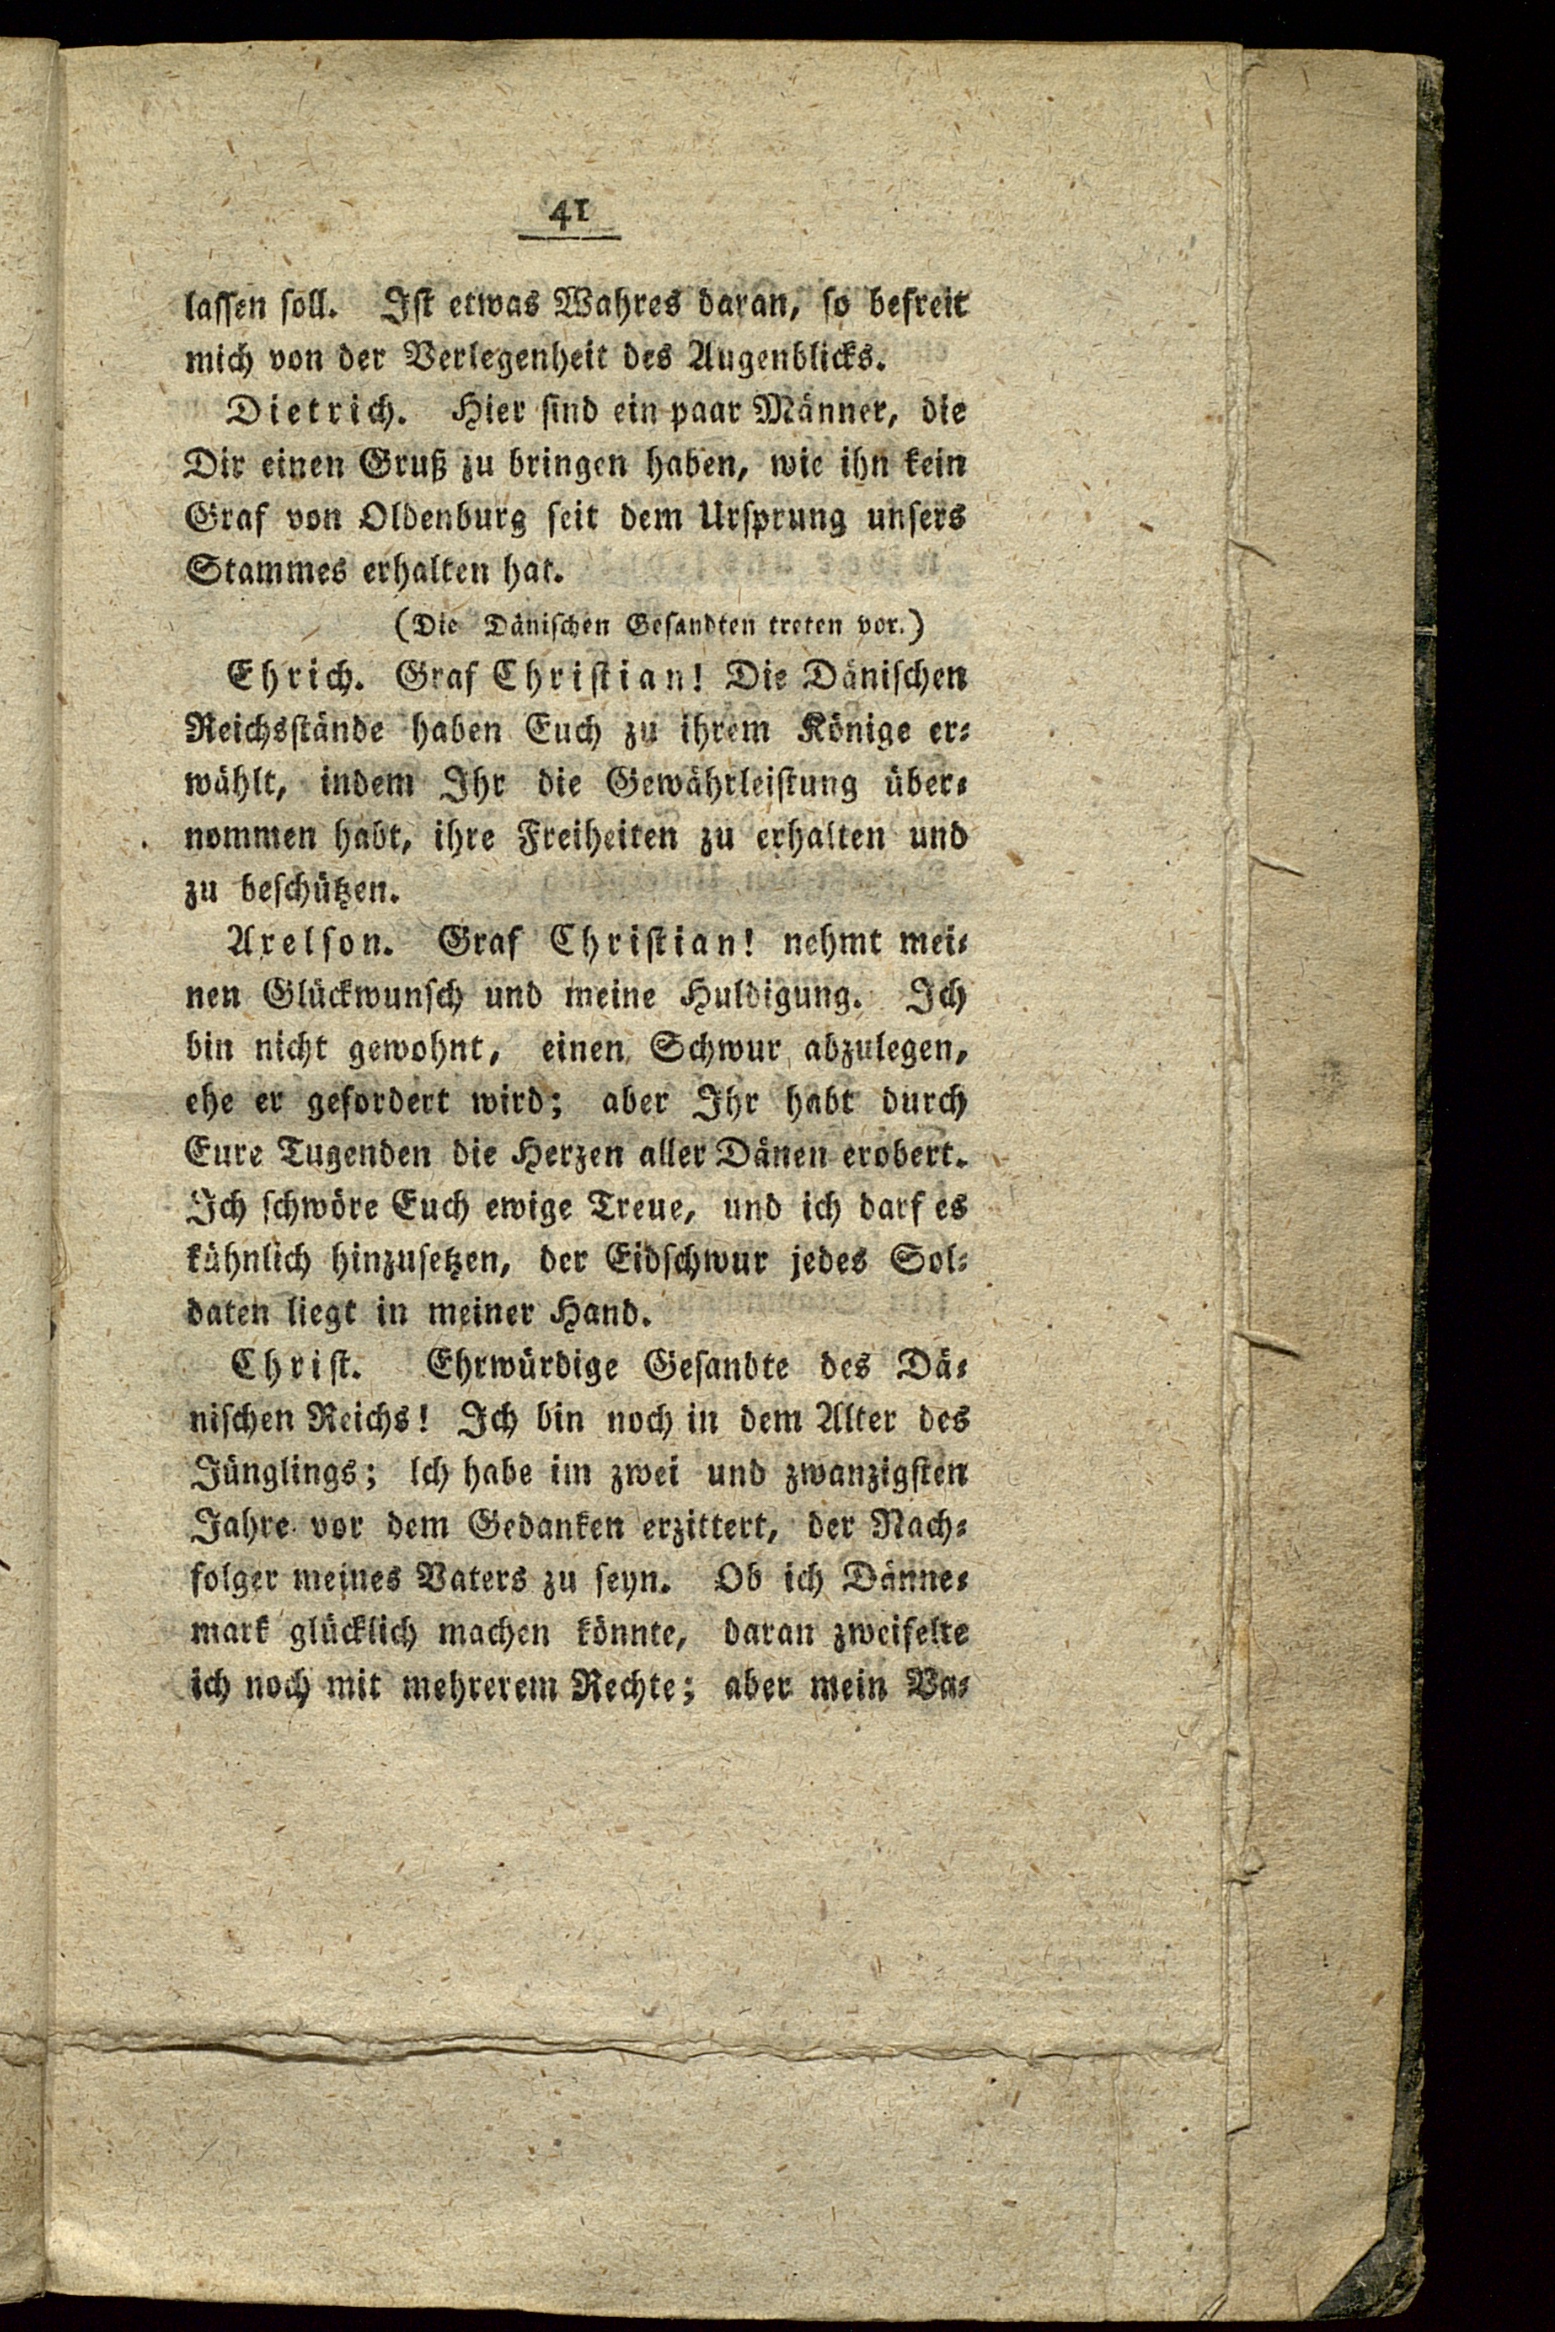 41
laſſen ſoll. Iſt etwas Wahres daran, ſo befreit
mich von der Verlegenheit des Augenblicks.
Dietrich. Hier ſind ein paar Männer, die
Dir einen Gruß zu bringen haben, wie ihn kein
Graf von Oldenburg ſeit dem Urſprung unſers
Stammes erhalten hat.
(Die Däniſchen Geſandten treten vor.)
Ehrich. Graf Chriſtian! Die Däniſchen
Reichsſtände haben Euch zu ihrem Könige er⸗
wählt, indem Ihr die Gewährleiſtung über⸗
nommen habt, ihre Freiheiten zu erhalten und
zu beſchützen.
Axelſon. Graf Chriſtian! nehmt mei⸗
nen Glückwunſch und meine Huldigung. Ich
bin nicht gewohnt, einen Schwur abzulegen,
ehe er gefordert wird; aber Ihr habt durch
Eure Tugenden die Herzen aller Dänen erobert.
Ich ſchwöre Euch ewige Treue, und ich darf es
kühnlich hinzuſetzen, der Eidſchwur jedes Sol⸗
daten liegt in meiner Hand.
Chriſt. Ehrwürdige Geſandte des Dä⸗
niſchen Reichs! Ich bin noch in dem Alter des
Jünglings; Ich habe im zwei und zwanzigſten
Jahre vor dem Gedanken erzittert, der Nach⸗
folger meines Vaters zu ſeyn. Ob ich Dänne⸗
mark glücklich machen könnte, daran zweifelte
ich noch mit mehrerem Rechte; aber mein Va⸗